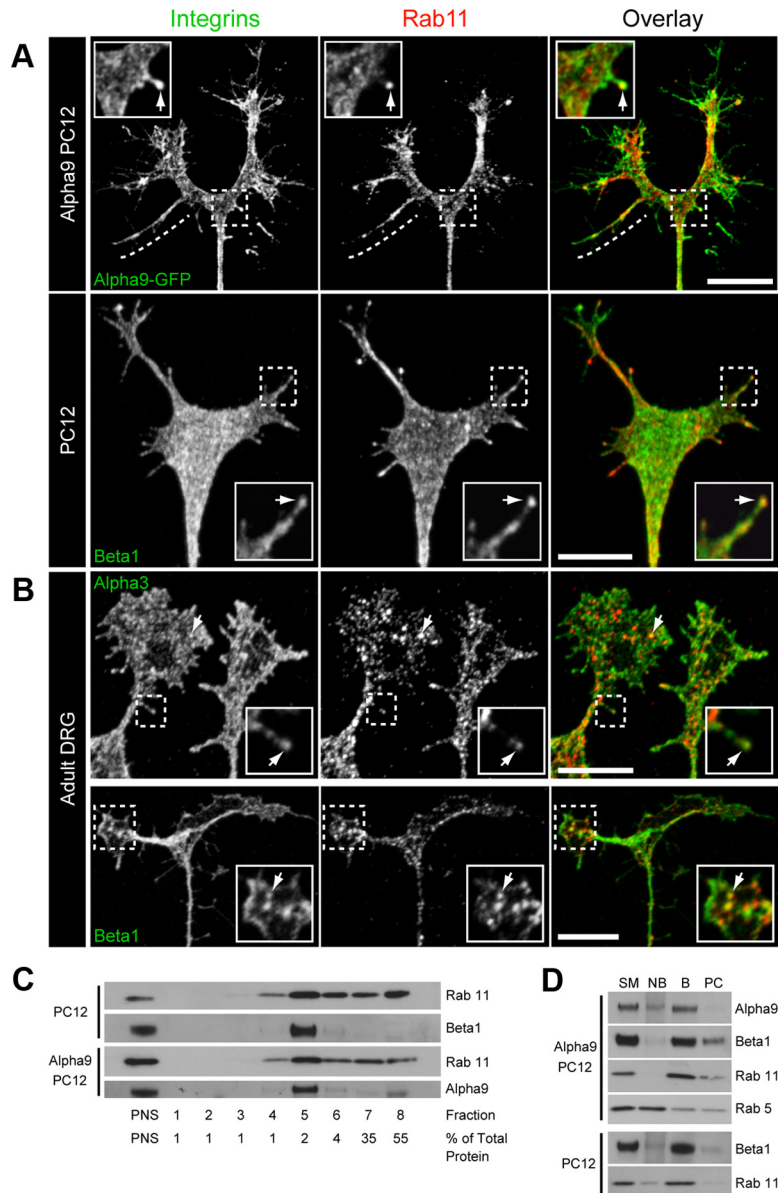 Integrins Rab11 Overlay
A
Alpha9 PC12
Alpha9-GFP
PC12
Beta1
B
Adult DRG
Alpha3
Beta1
C
PC12
Rab 11
Beta1
Alpha9
PC12
Rab 11
Alpha9
PNS 1 2 3 4 5 6 7 8 Fraction
PNS 1 1 1 1 2 4 35 55 % of Total
Protein
D
SM NB B PC
Alpha9
PC12
Alpha9
Beta1
Rab 11
Rab 5
PC12
Beta1
Rab 11